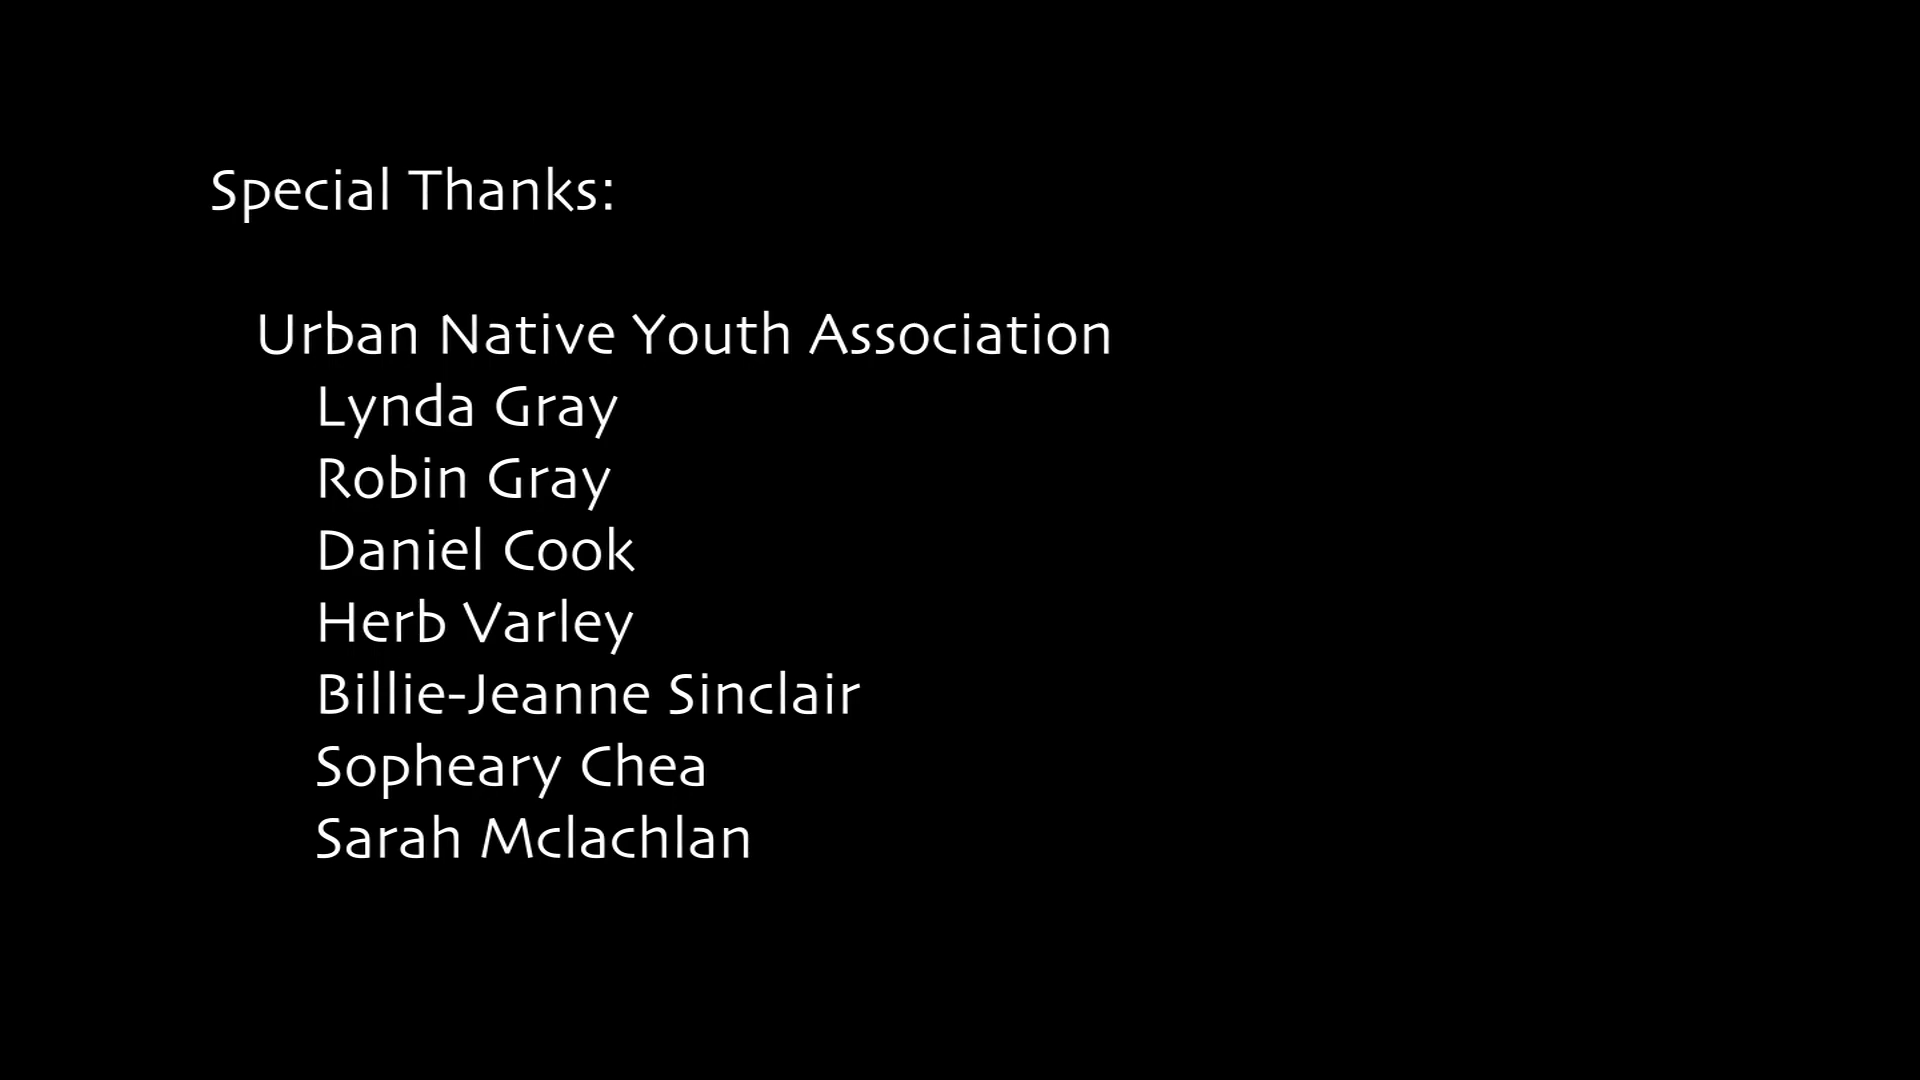 Special Thanks:
Urban Native Youth Association
Lynda Gray
Robin Gray
Daniel Cook
Herb Varley
Billie-Jeanne Sinclair
Sopheary Chea
Sarah Mclachlan